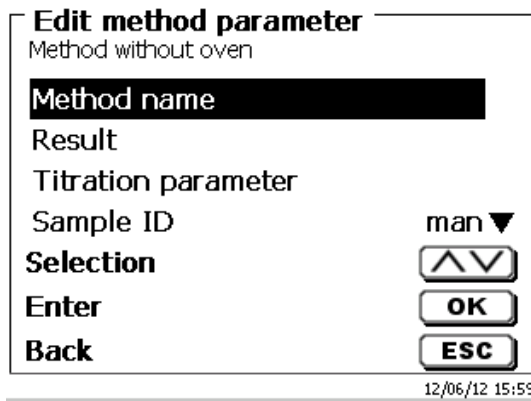 Edit method parameter
Method without oven
Method name
Result
Titration parameter
Sample ID man▼
Selection
Enter OK
Back ESC
12/06/12 15:59